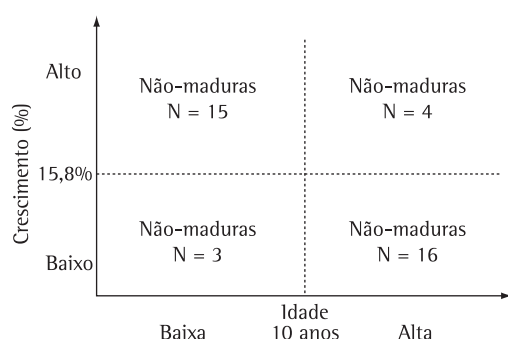 Crescimento (%)
Alto
15,8%
Baixo
Não-maduras
N = 15
Não-maduras
N = 4
Não-maduras
N = 3
Não-maduras
N = 16
Idade
Baixa
10 anos
Alta